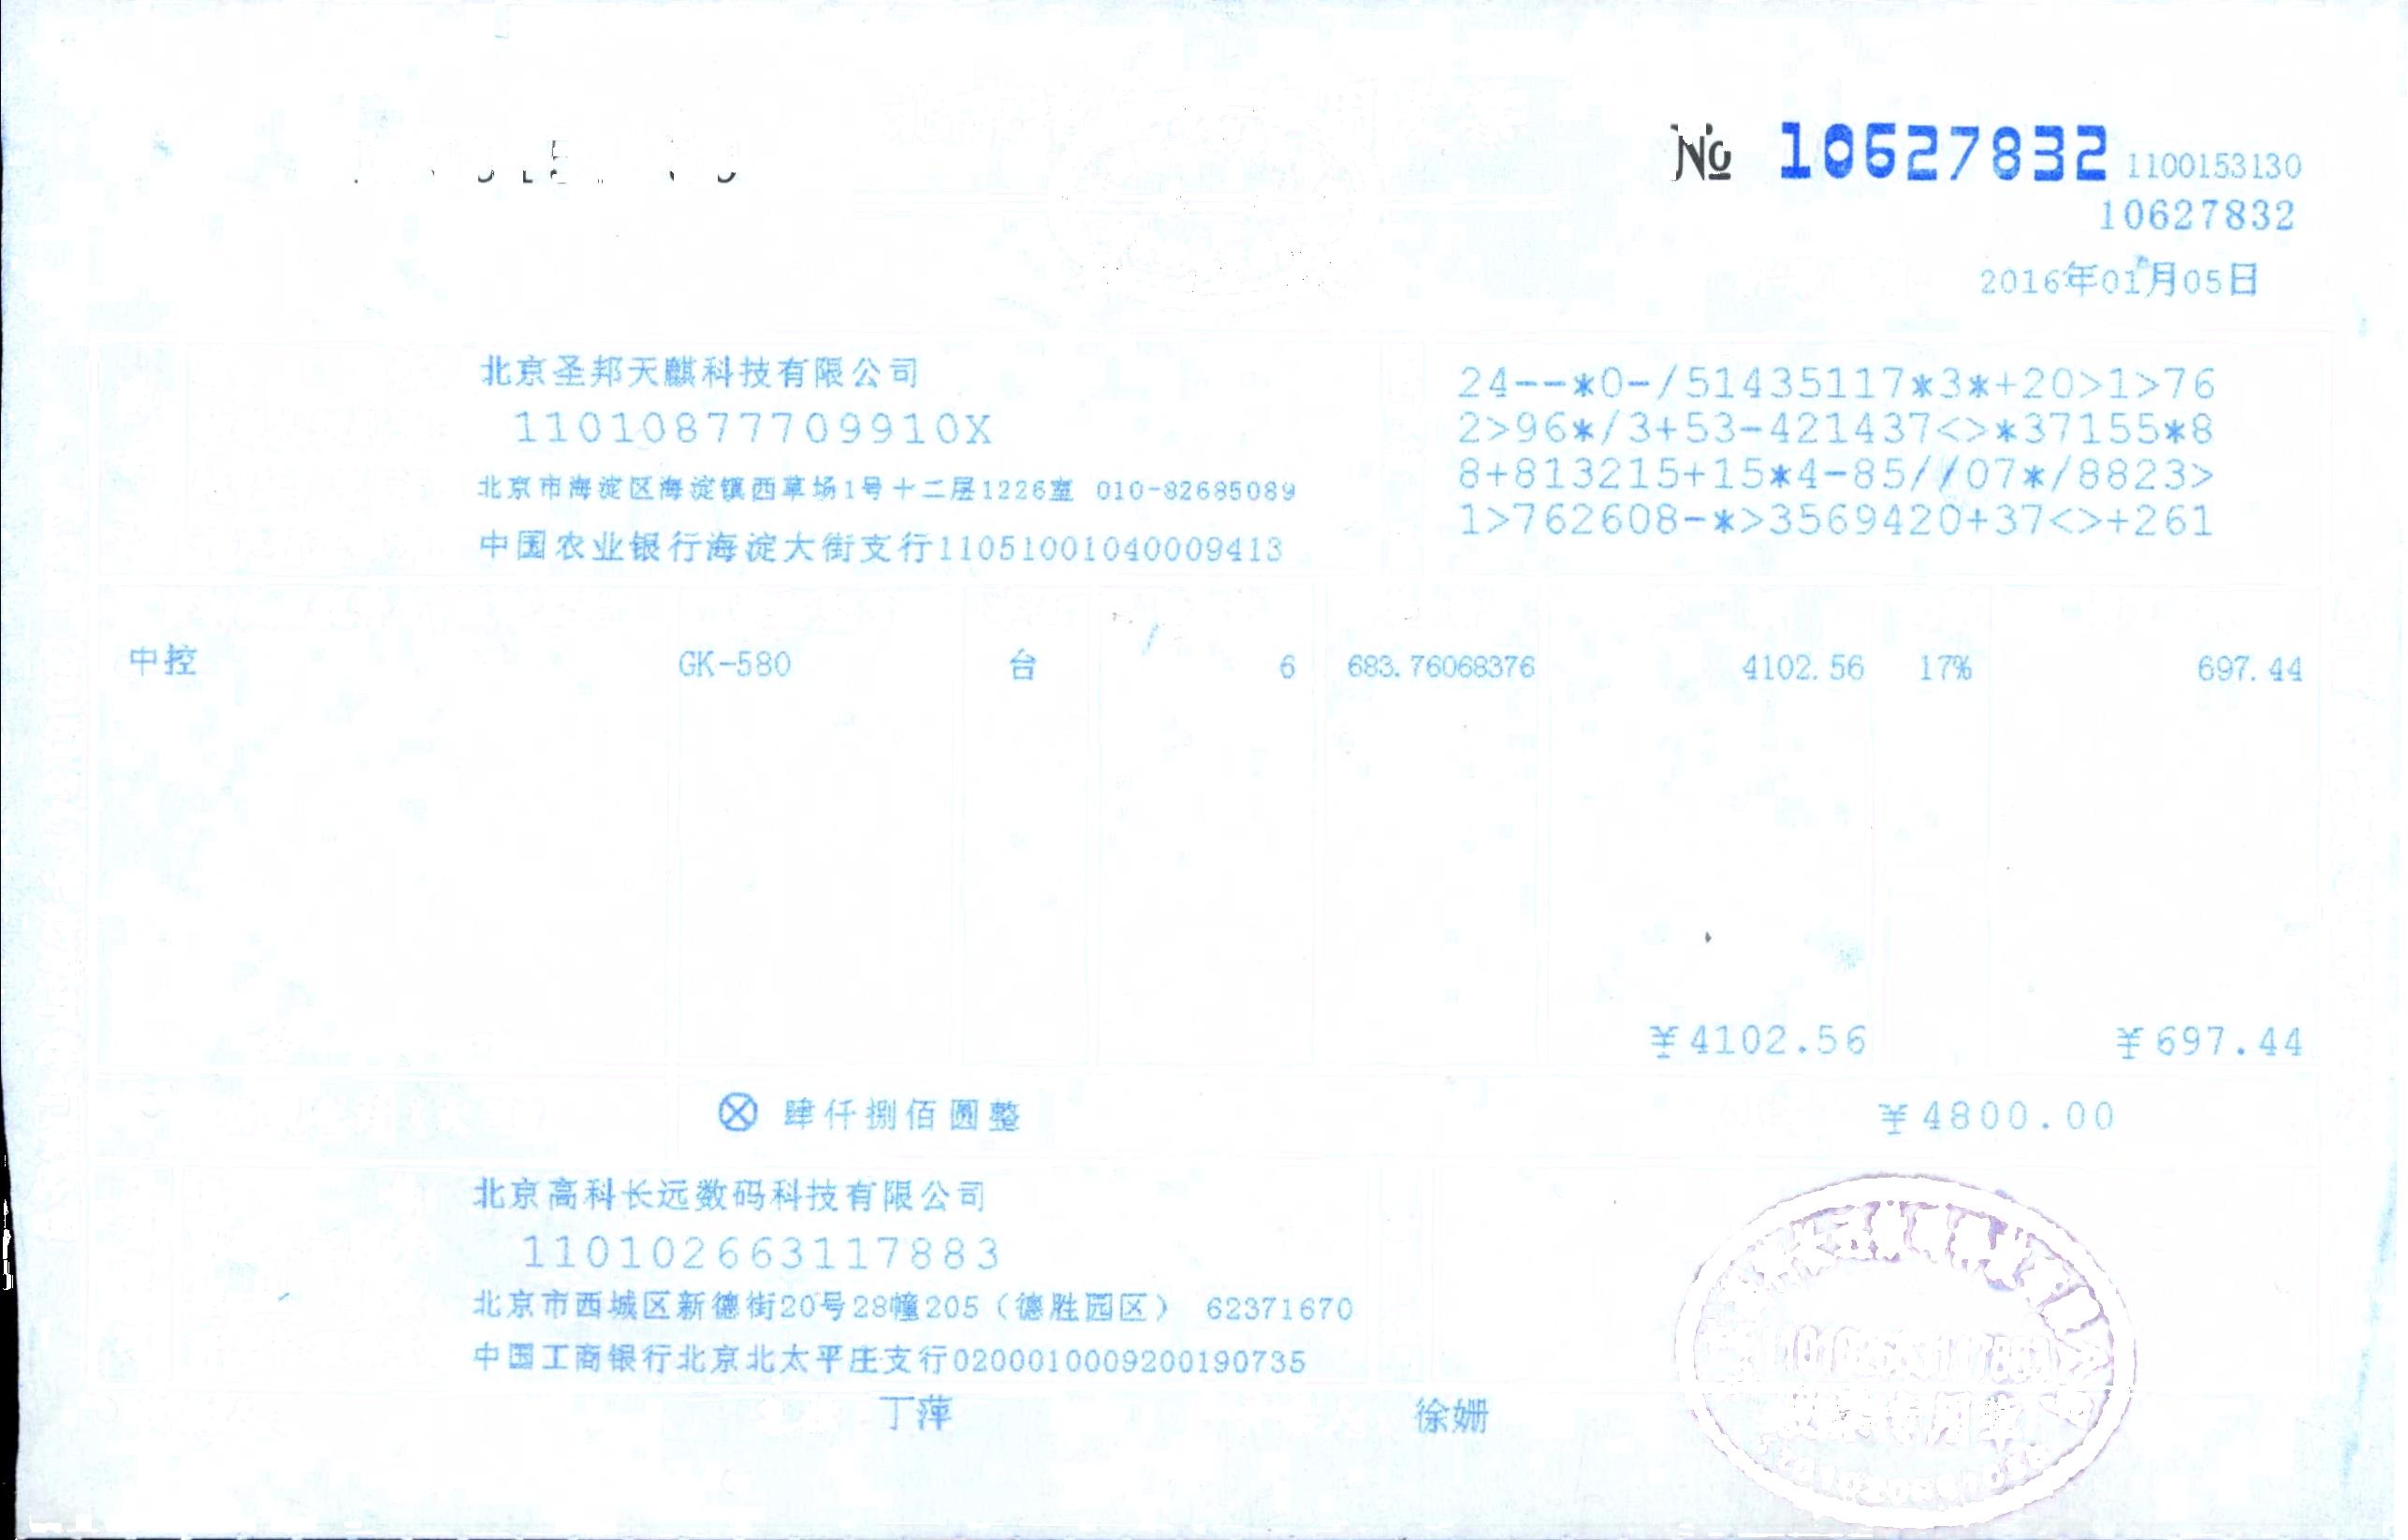 No 10627832 1100153130
10627832
2016年01月05日
北京圣邦天麒科技有限公司
11010877709910X
北京市海淀区海淀镇西草场1号十二层1226室 010-82685089
中国农业银行海淀大街支行11051001040009413
24--*0-/51435117*3*+20>1>76
2>96*/3+53-421437<>*37155*8
8+813215+15*4-85//07*/8823>
1>762608-*>3569420+37<>+261
中控 GK-580 台 6 683.76068376 4102.56 17% 697.44
¥4102.56 ¥697.44
ⓧ 肆仟捌佰圆整 ¥4800.00
北京高科长远数码科技有限公司
110102663117883
北京市西城区新德街20号28幢205（德胜园区） 62371670
中国工商银行北京北太平庄支行0200010009200190735
丁萍 徐姗
发票专用章